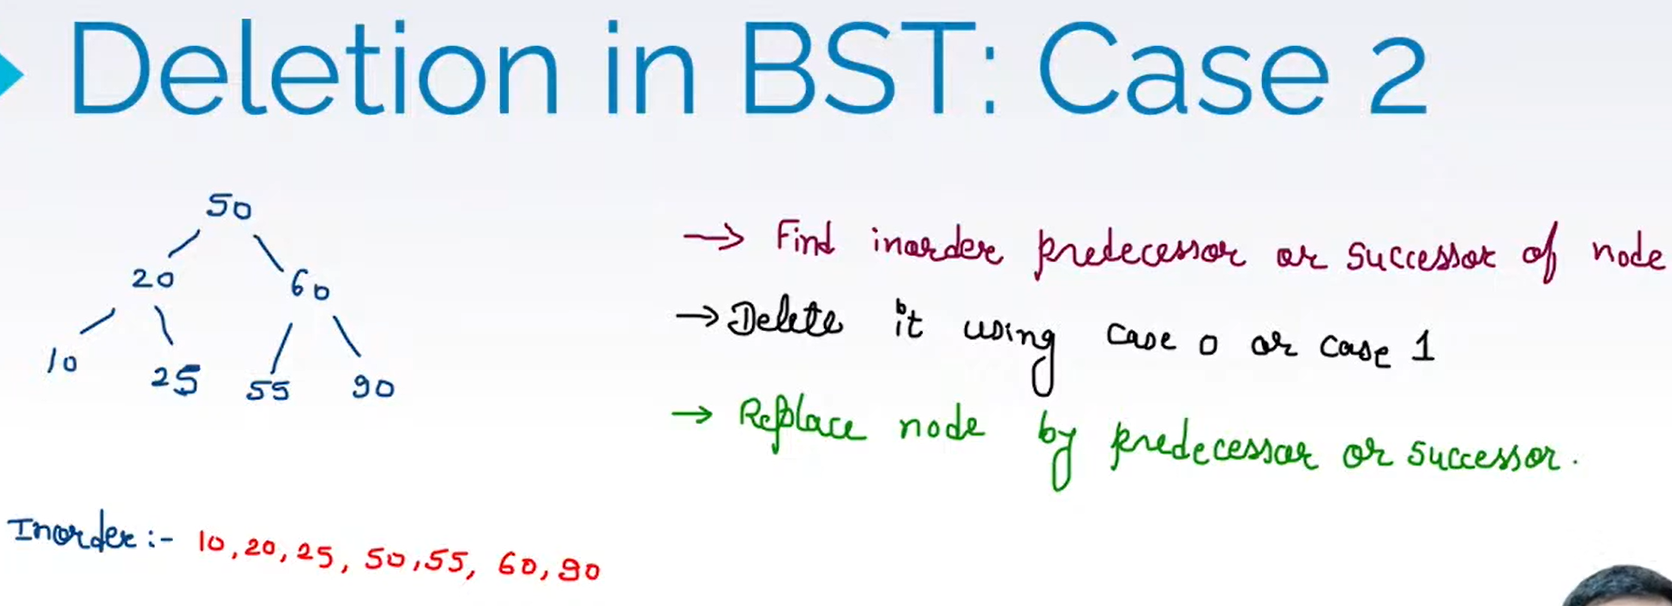 Deletion in BST: Case 2
50
20 60
10 25 55 90
→ Find inorder predecessor or successor of node
→ Delete it using case 0 or case 1
→ Replace node by predecessor or successor.
Inorder:- 10, 20, 25, 50, 55, 60, 90